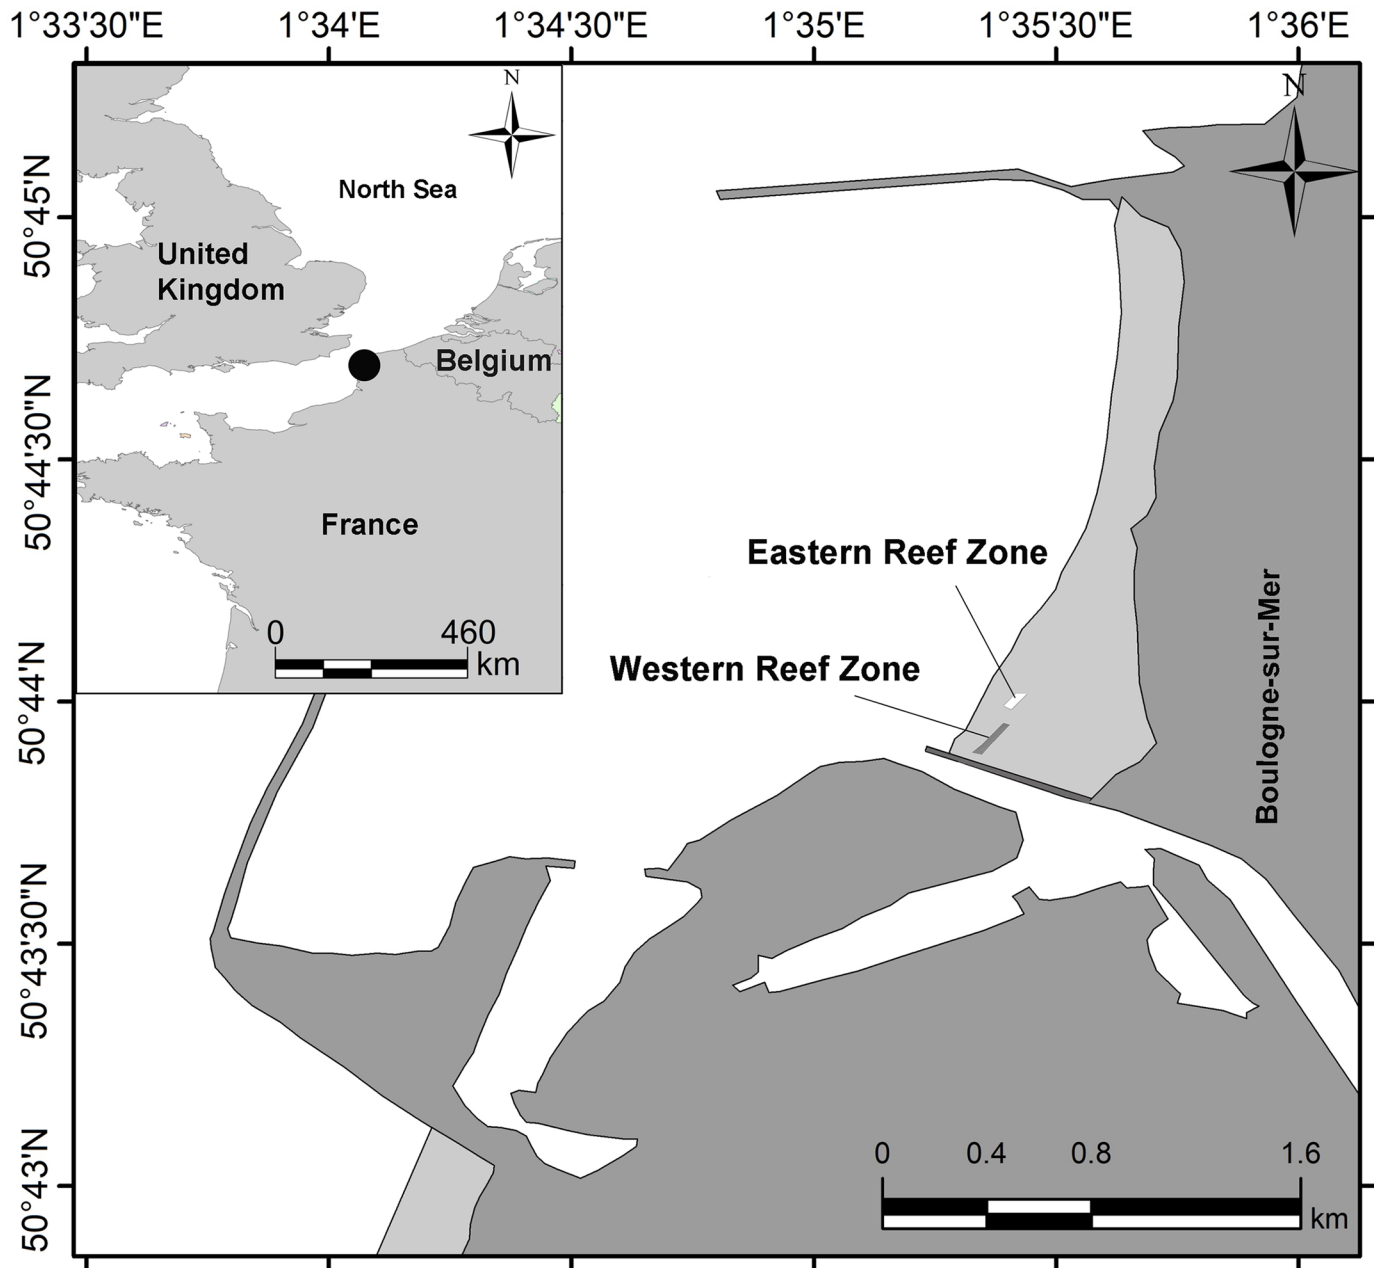 1°33'30"E 1°34'E 1°34'30"E 1°35'E 1°35'30"E 1°36'E
N
N
North Sea
50°45'N
United
Kingdom
Belgium
50°44'30"N
France
Eastern Reef Zone
Boulogne-sur-Mer
0 460
km
Western Reef Zone
50°44'N
50°43'30"N
50°43'N
0 0.4 0.8 1.6
km